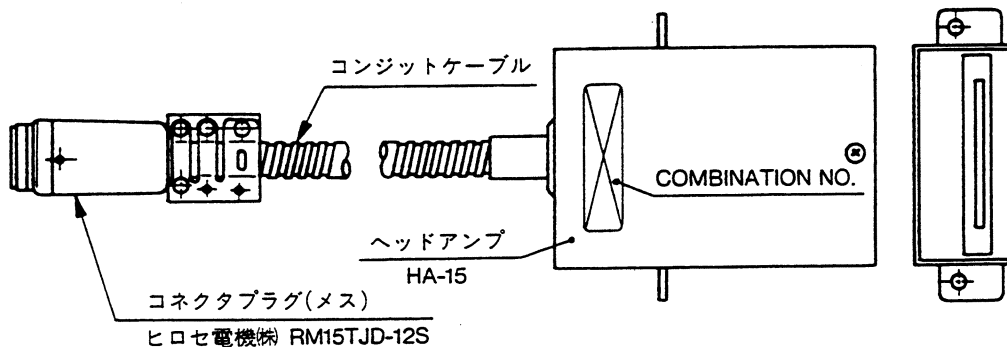 コンジットケーブル
COMBINATION NO.
ヘッドアンプ
HA-15
コネクタプラグ(メス)
ヒロセ電機㈱ RM15TJD-12S